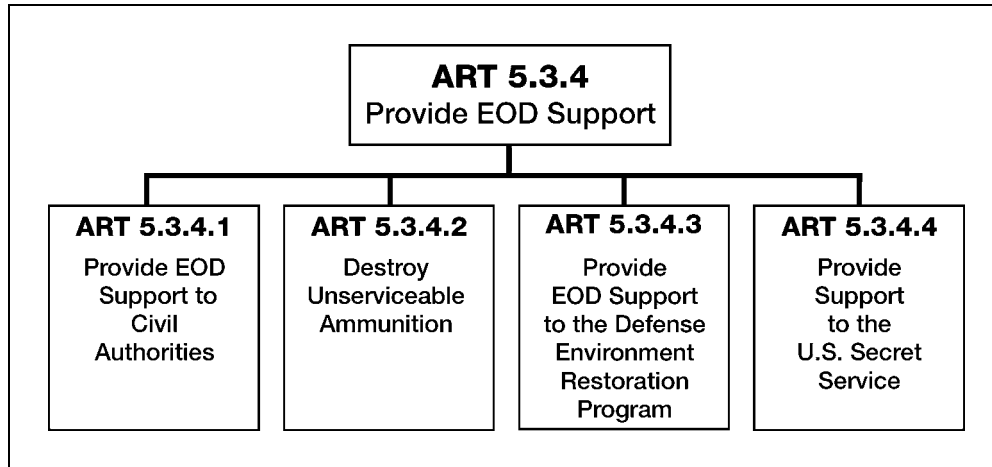 ART 5.3.4
Provide EOD Support
ART 5.3.4.1
Provide EOD
Support to
Civil
Authorities
ART 5.3.4.2
Destroy
Unserviceable
Ammunition
ART 5.3.4.3
Provide
EOD Support
to the Defense
Environment
Restoration
Program
ART 5.3.4.4
Provide
Support
to the
U.S. Secret
Service